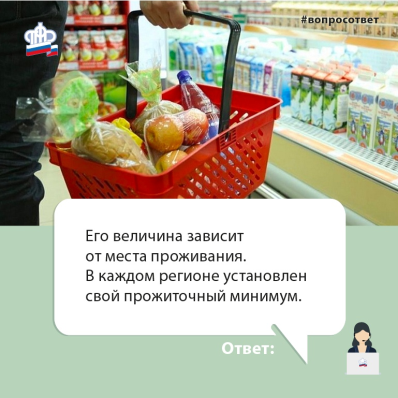 #вопросответ
Его величина зависит
от места проживания.
В каждом регионе установлен
свой прожиточный минимум.
Ответ: